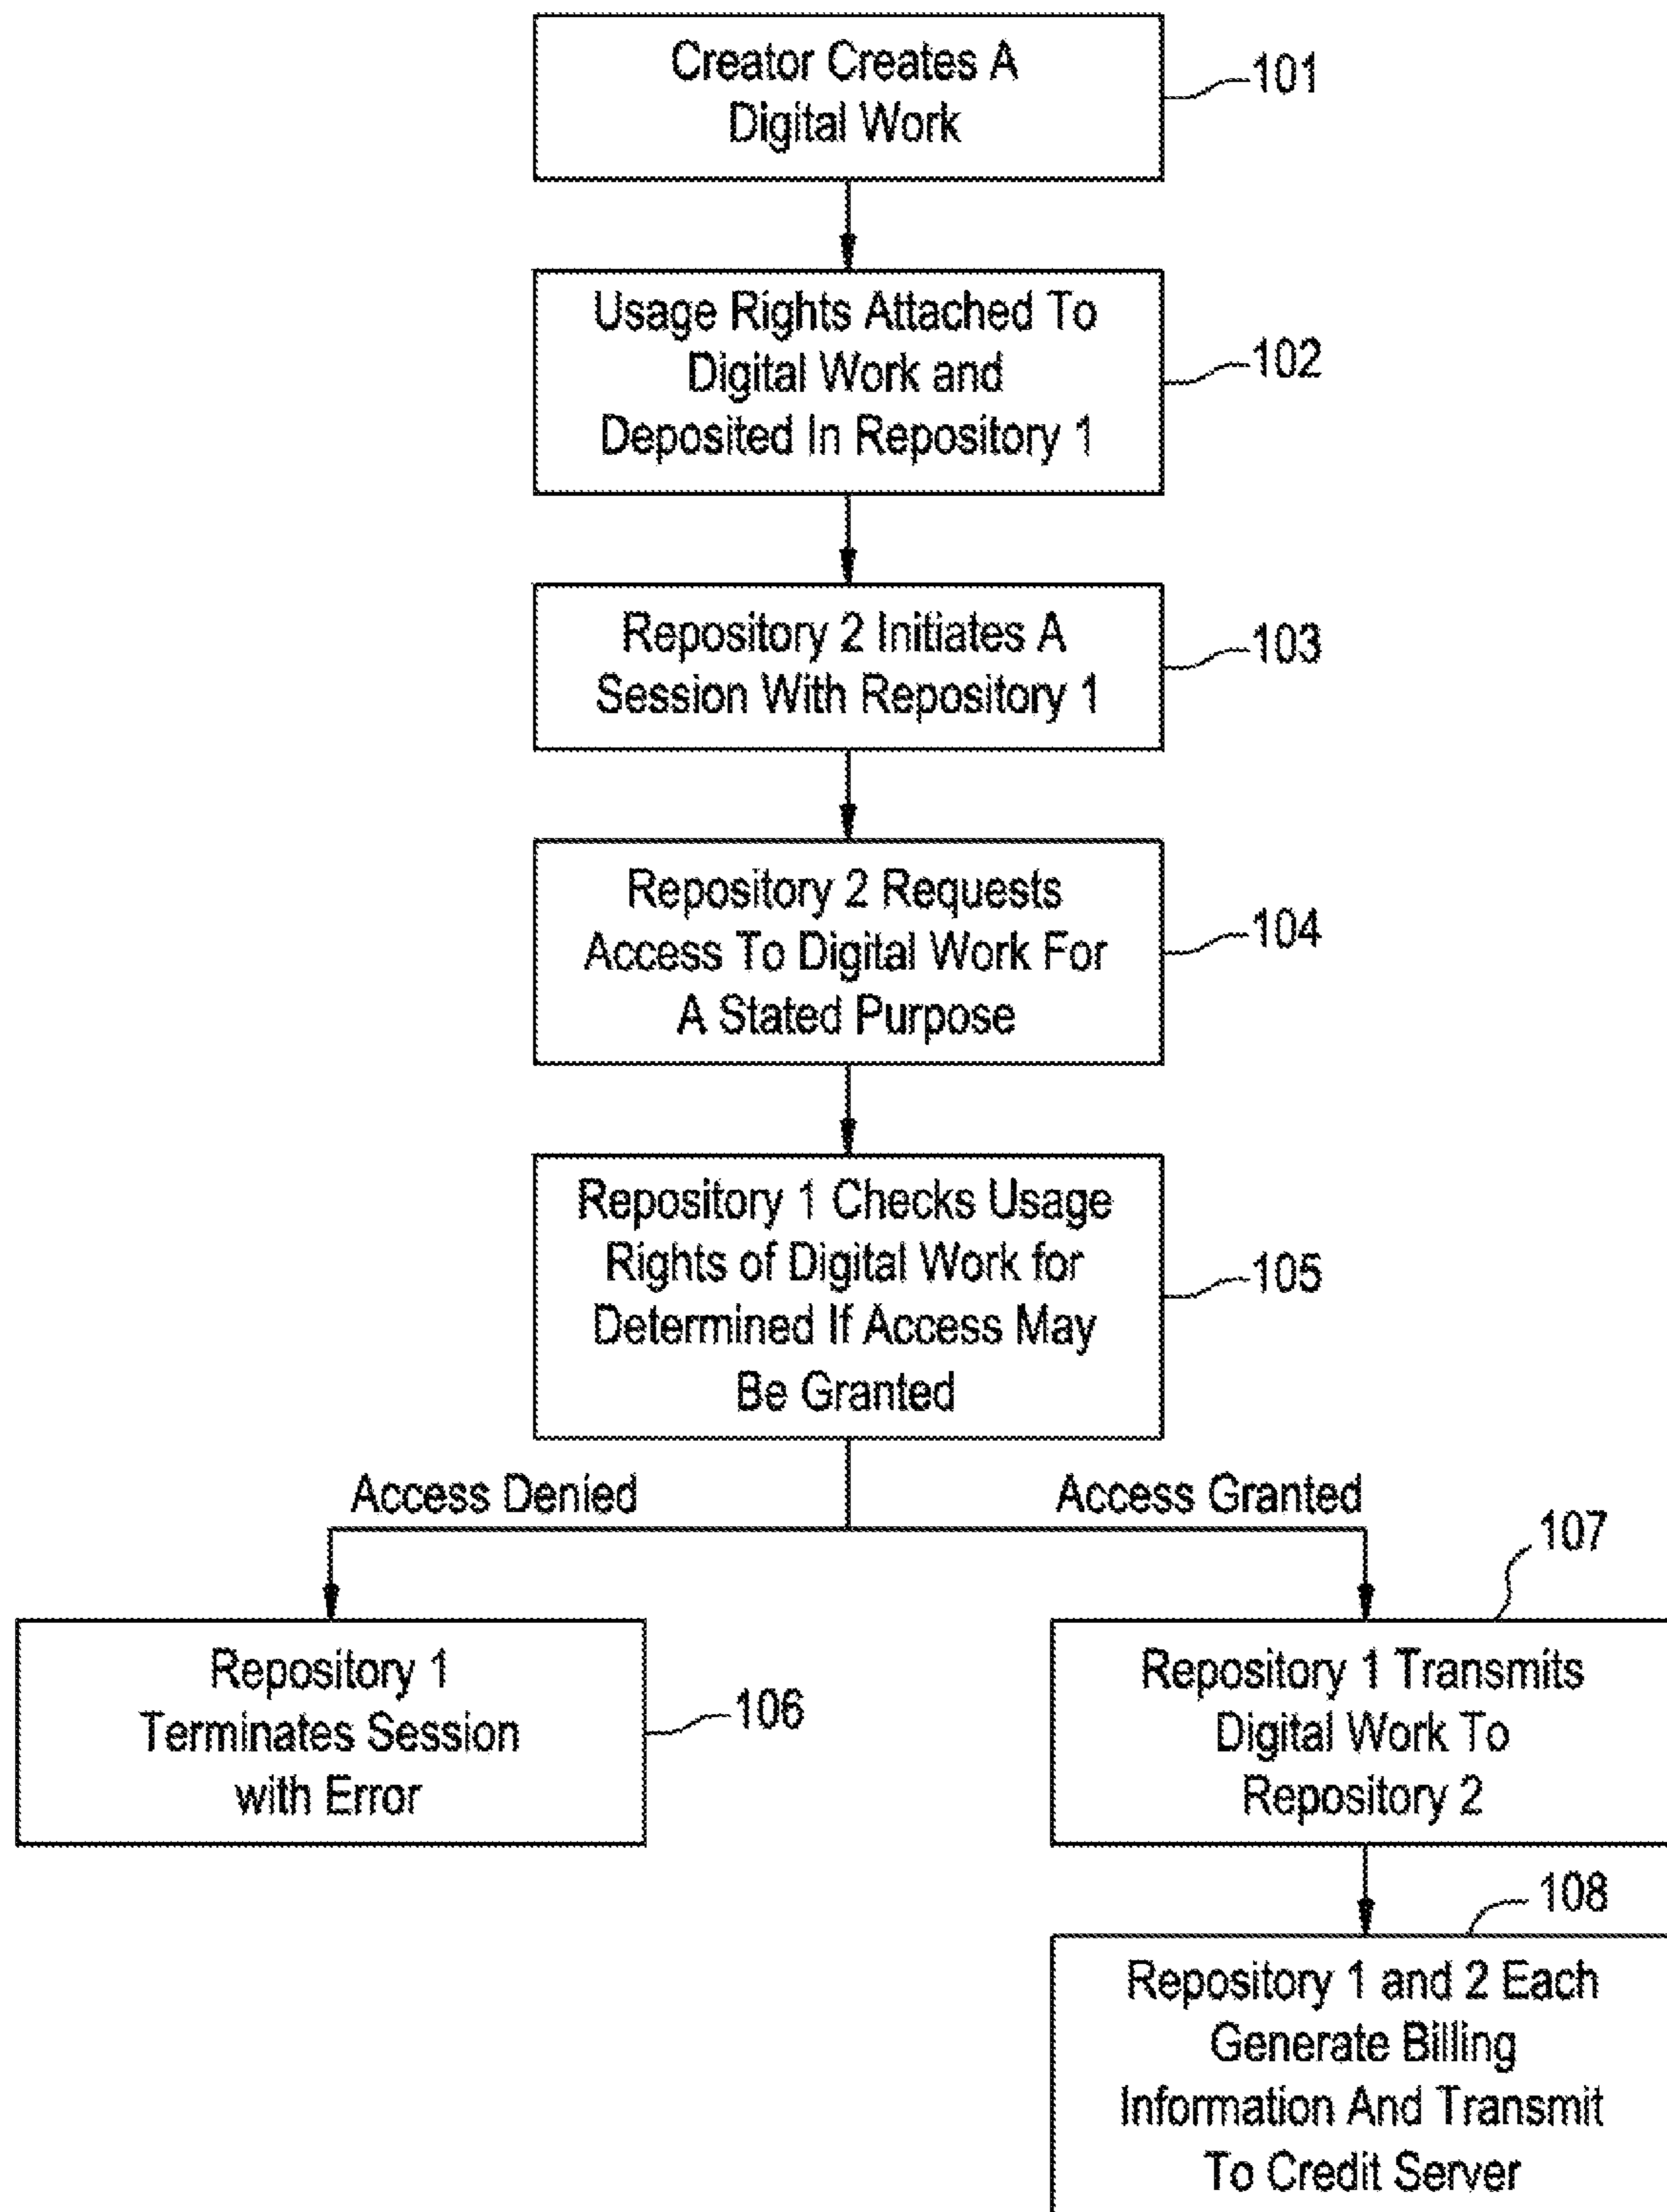 Creator Creates A
Digital Work
101
Usage Rights Attached To
Digital Work and
Deposited In Repository 1
102
Repository 2 Initiates A
Session With Repository 1
103
Repository 2 Requests
Access To Digital Work For
A Stated Purpose
104
Repository 1 Checks Usage
Rights of Digital Work for
Determined If Access May
Be Granted
105
Access Denied
Access Granted
Repository 1
Terminates Session
with Error
106
107
Repository 1 Transmits
Digital Work To
Repository 2
108
Repository 1 and 2 Each
Generate Billing
Information And Transmit
To Credit Server